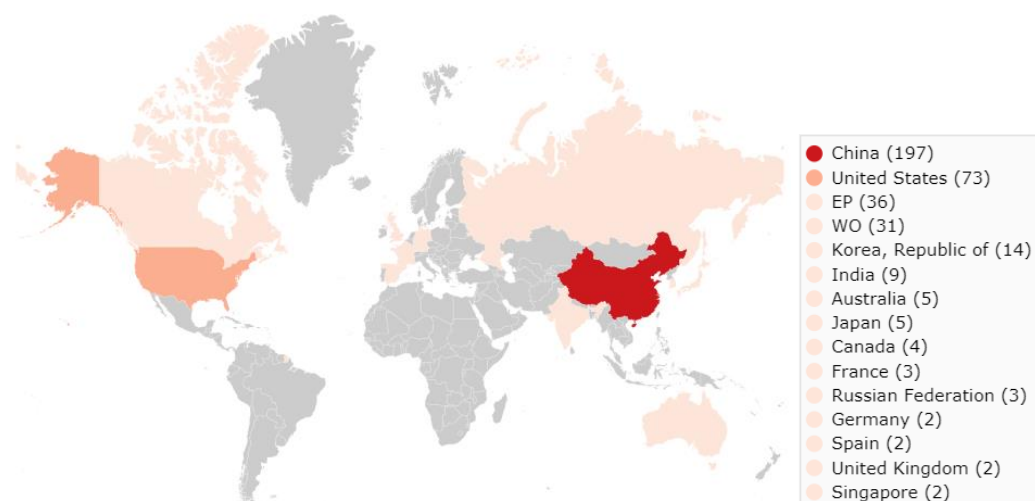 China (197)
United States (73)
EP (36)
WO (31)
Korea, Republic of (14)
India (9)
Australia (5)
Japan (5)
Canada (4)
France (3)
Russian Federation (3)
Germany (2)
Spain (2)
United Kingdom (2)
Singapore (2)